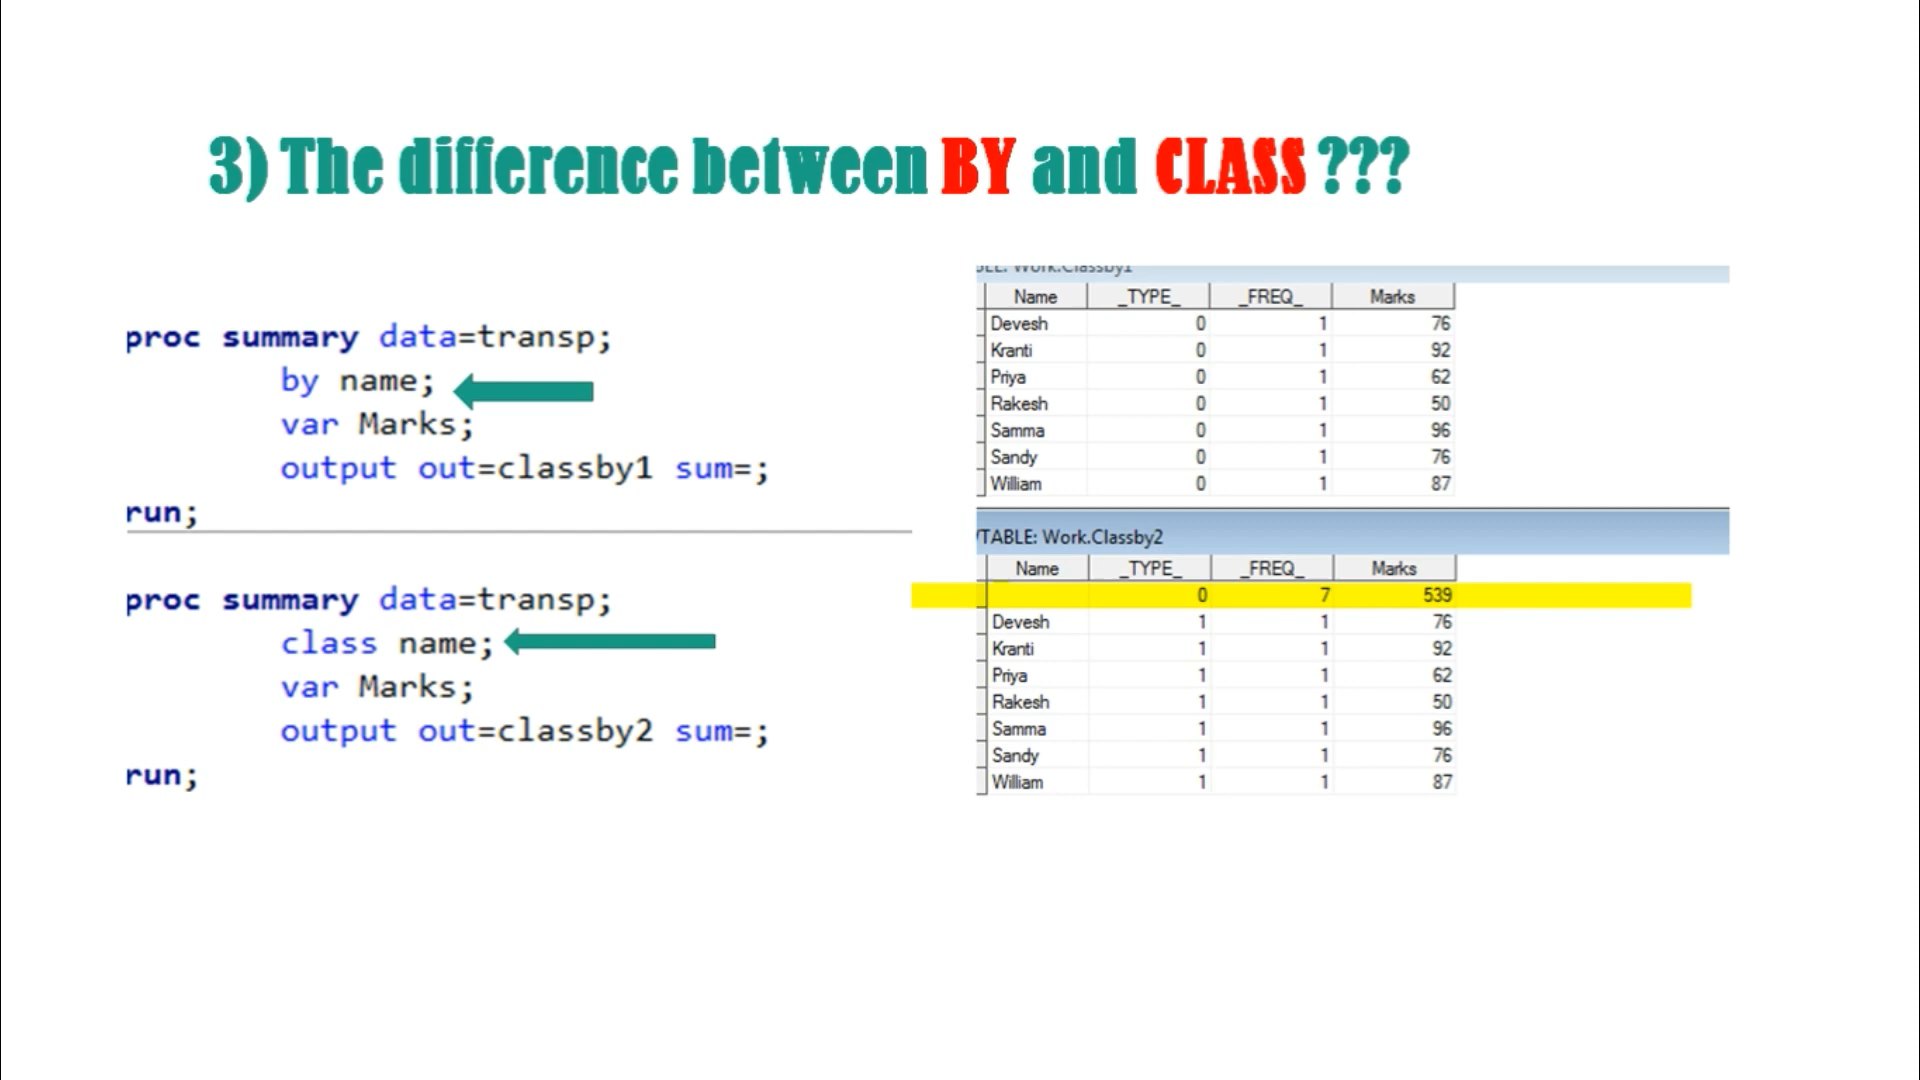 3) The difference between BY and CLASS ???
proc summary data=transp;
by name;
var Marks;
output out=classby1 sum=;
run;
proc summary data=transp;
class name;
var Marks;
output out=classby2 sum=;
run;
Work.Classby1
Name _TYPE_ _FREQ_ Marks
Devesh 0 1 76
Kranti 0 1 92
Priya 0 1 62
Rakesh 0 1 50
Samma 0 1 96
Sandy 0 1 76
William 0 1 87
TABLE: Work.Classby2
Name _TYPE_ _FREQ_ Marks
0 7 539
Devesh 1 1 76
Kranti 1 1 92
Priya 1 1 62
Rakesh 1 1 50
Samma 1 1 96
Sandy 1 1 76
William 1 1 87